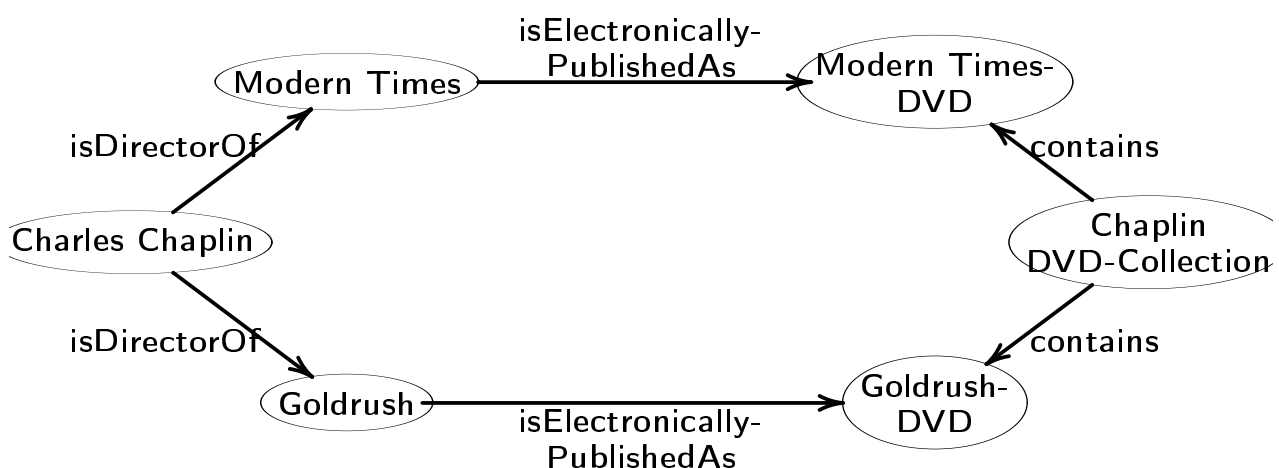 isElectronically-
PublishedAs
Modern Times
Modern Times-
DVD
isDirectorOf
contains
Charles Chaplin
Chaplin
DVD-Collection
isDirectorOf
contains
Goldrush
Goldrush-
DVD
isElectronically-
PublishedAs